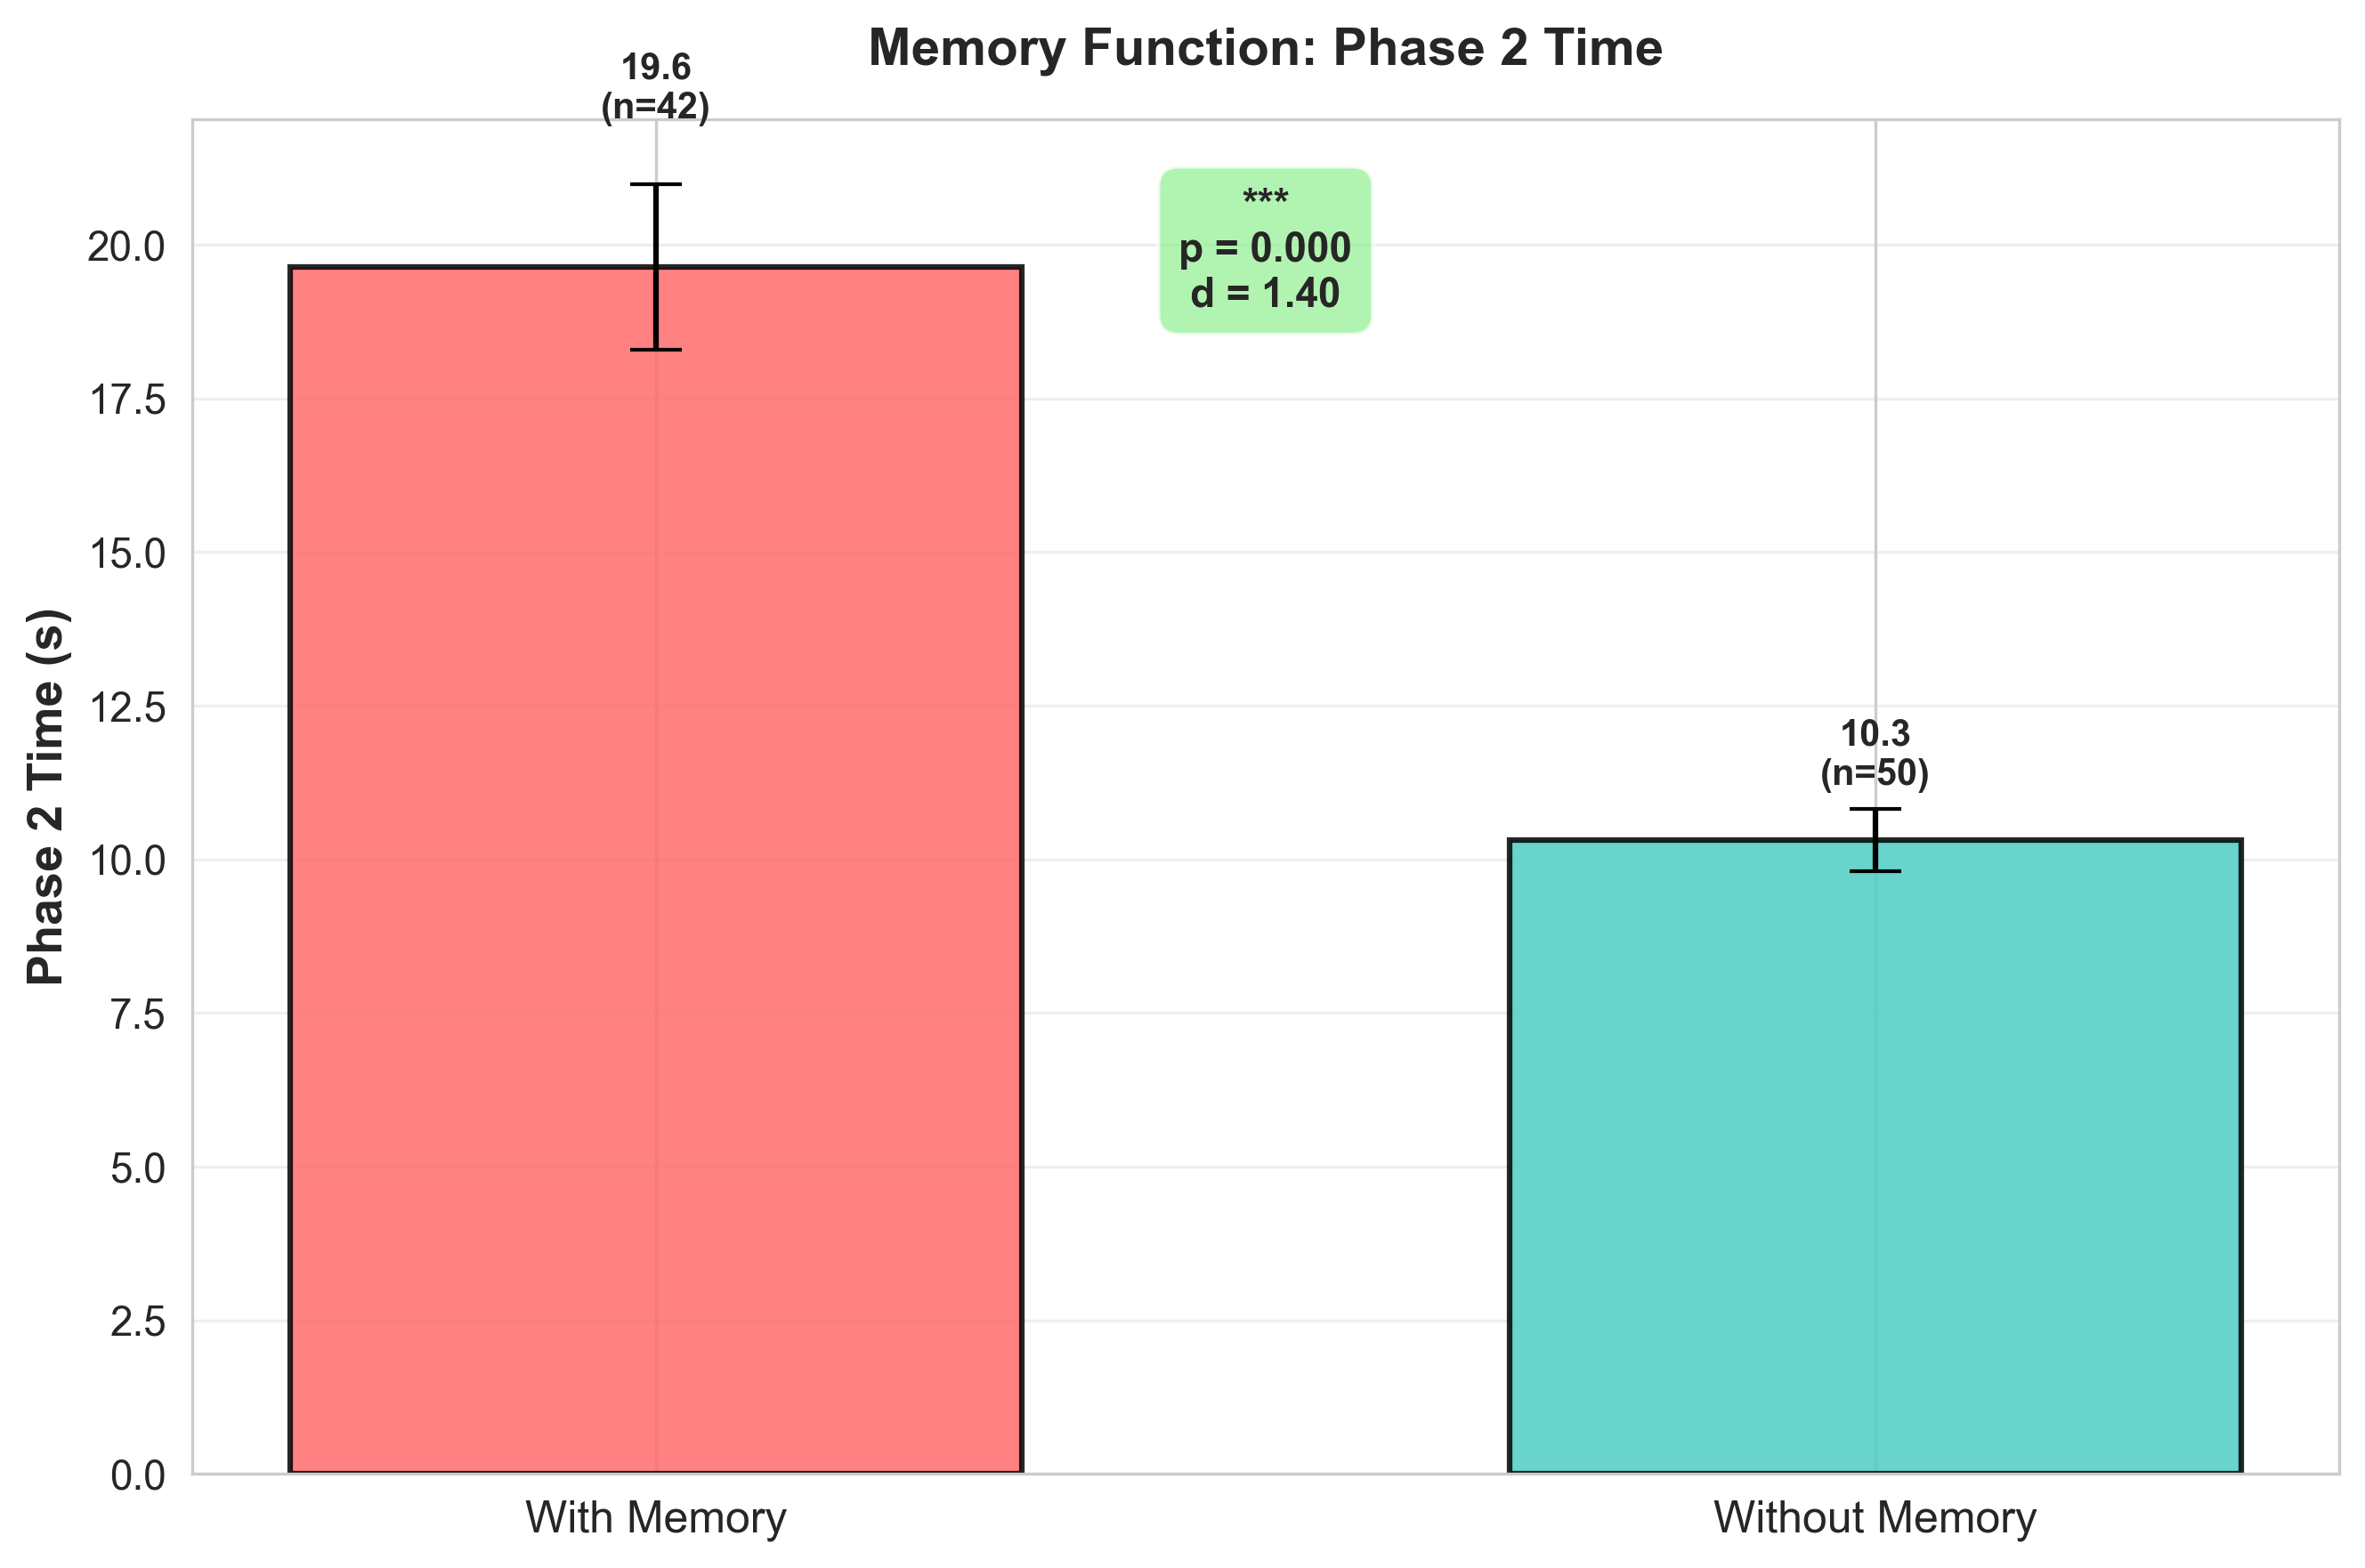 Memory Function: Phase 2 Time
19.6
(n=42)
***
p = 0.000
d = 1.40
10.3
(n=50)
Phase 2 Time (s)
20.0
17.5
15.0
12.5
10.0
7.5
5.0
2.5
0.0
With Memory
Without Memory